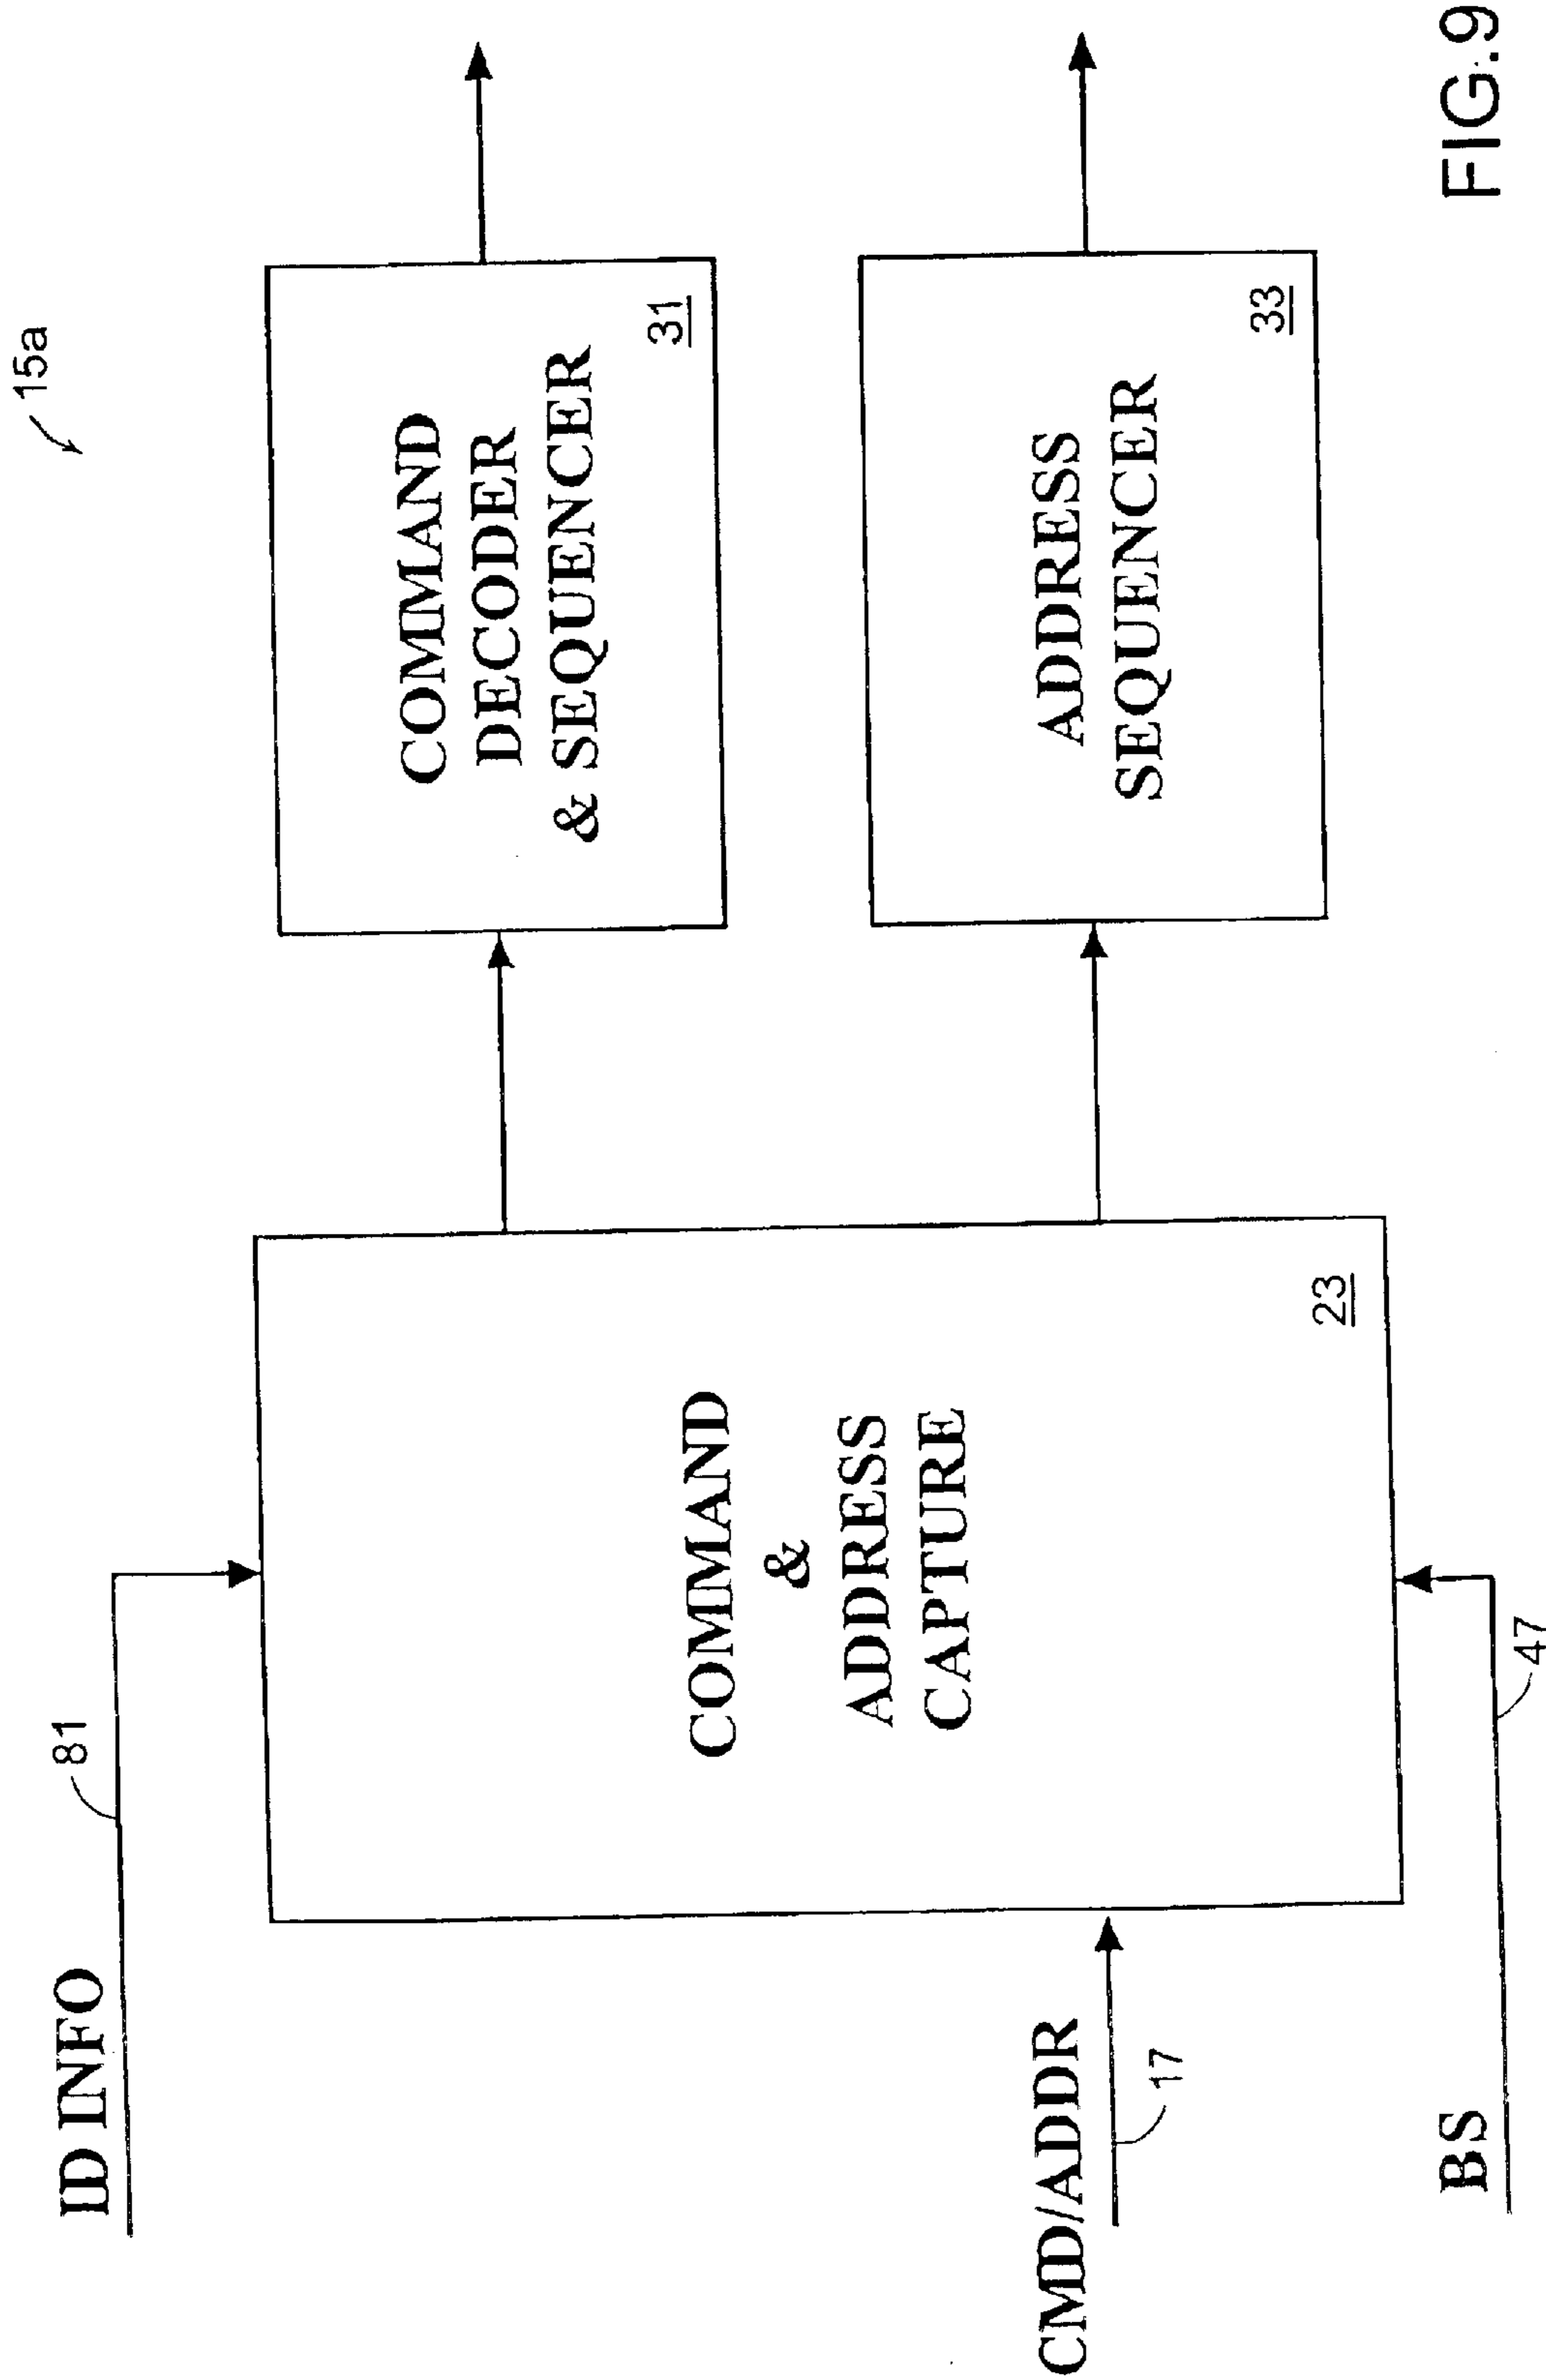 15a
ID INFO
81
COMMAND
DECODER
& SEQUENCER
31
COMMAND
&
ADDRESS
CAPTURE
23
CMD/ADDR
17
ADDRESS
SEQUENCER
33
BS
47
FIG.9